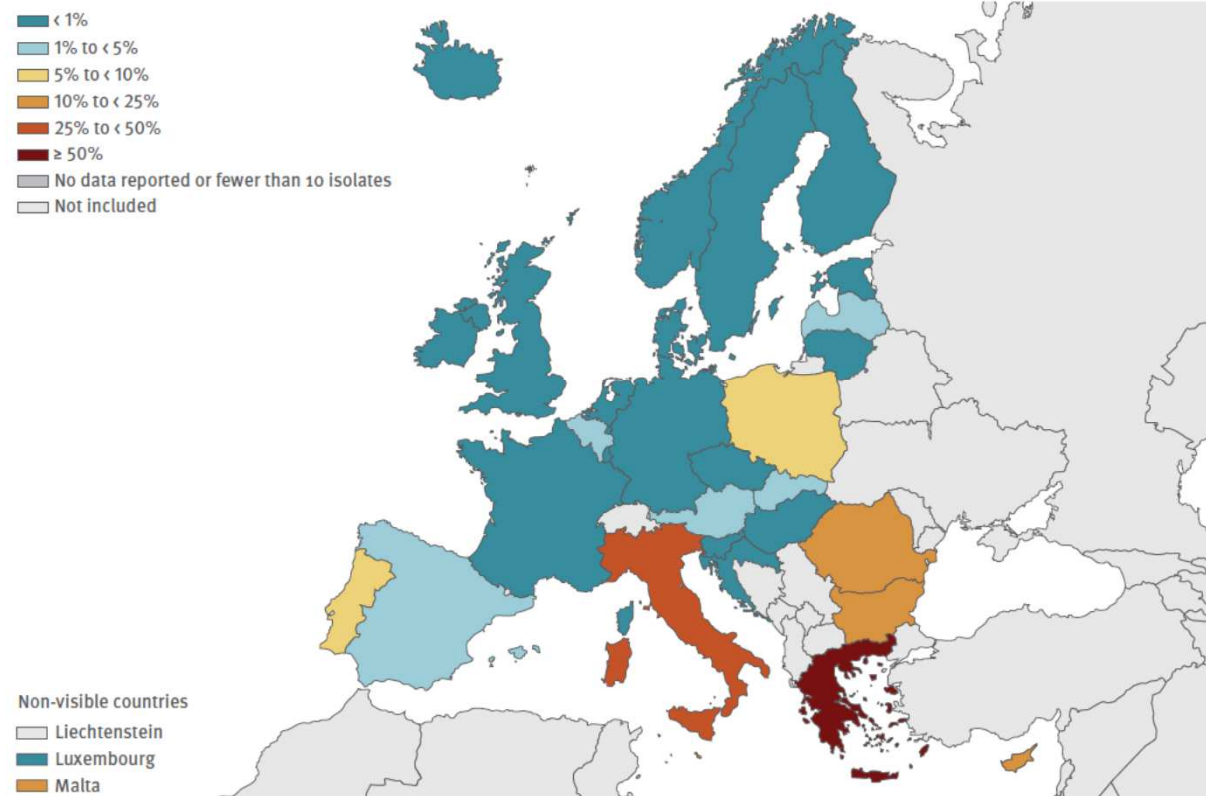 < 1%
1% to < 5%
5% to < 10%
10% to < 25%
25% to < 50%
≥ 50%
No data reported or fewer than 10 isolates
Not included
Non-visible countries
Liechtenstein
Luxembourg
Malta